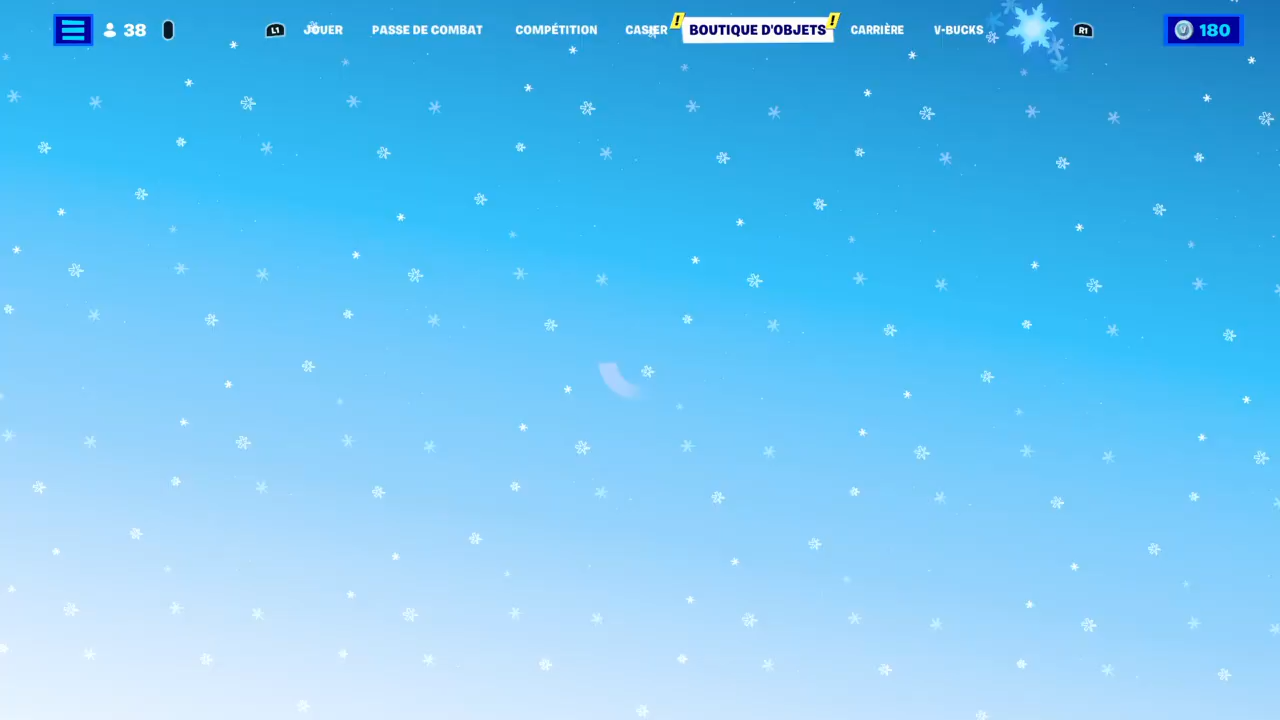 38
L1
JOUER
PASSE DE COMBAT
COMPÉTITION
CASIER
!
BOUTIQUE D'OBJETS
!
CARRIÈRE
V-BUCKS
R1
180